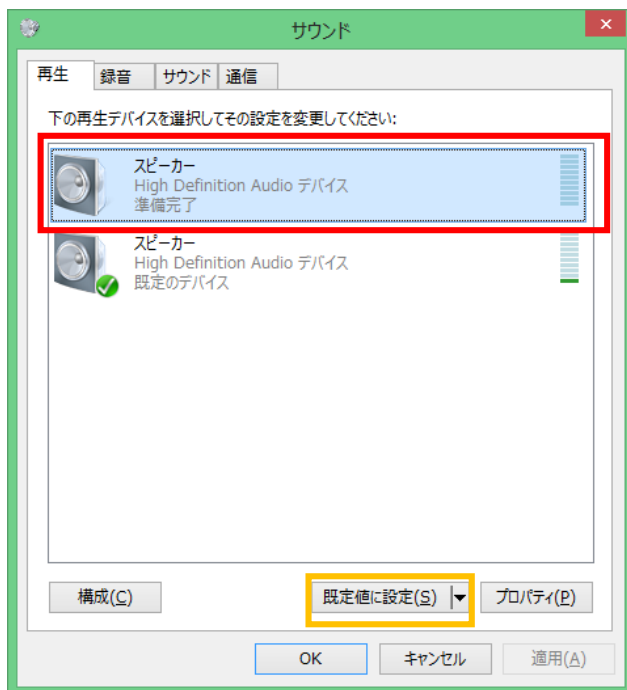 サウンド
再生 録音 サウンド 通信
下の再生デバイスを選択してその設定を変更してください:
スピーカー
High Definition Audio デバイス
準備完了
スピーカー
High Definition Audio デバイス
既定のデバイス
構成(C) 既定値に設定(S) プロパティ(P)
OK キャンセル 適用(A)